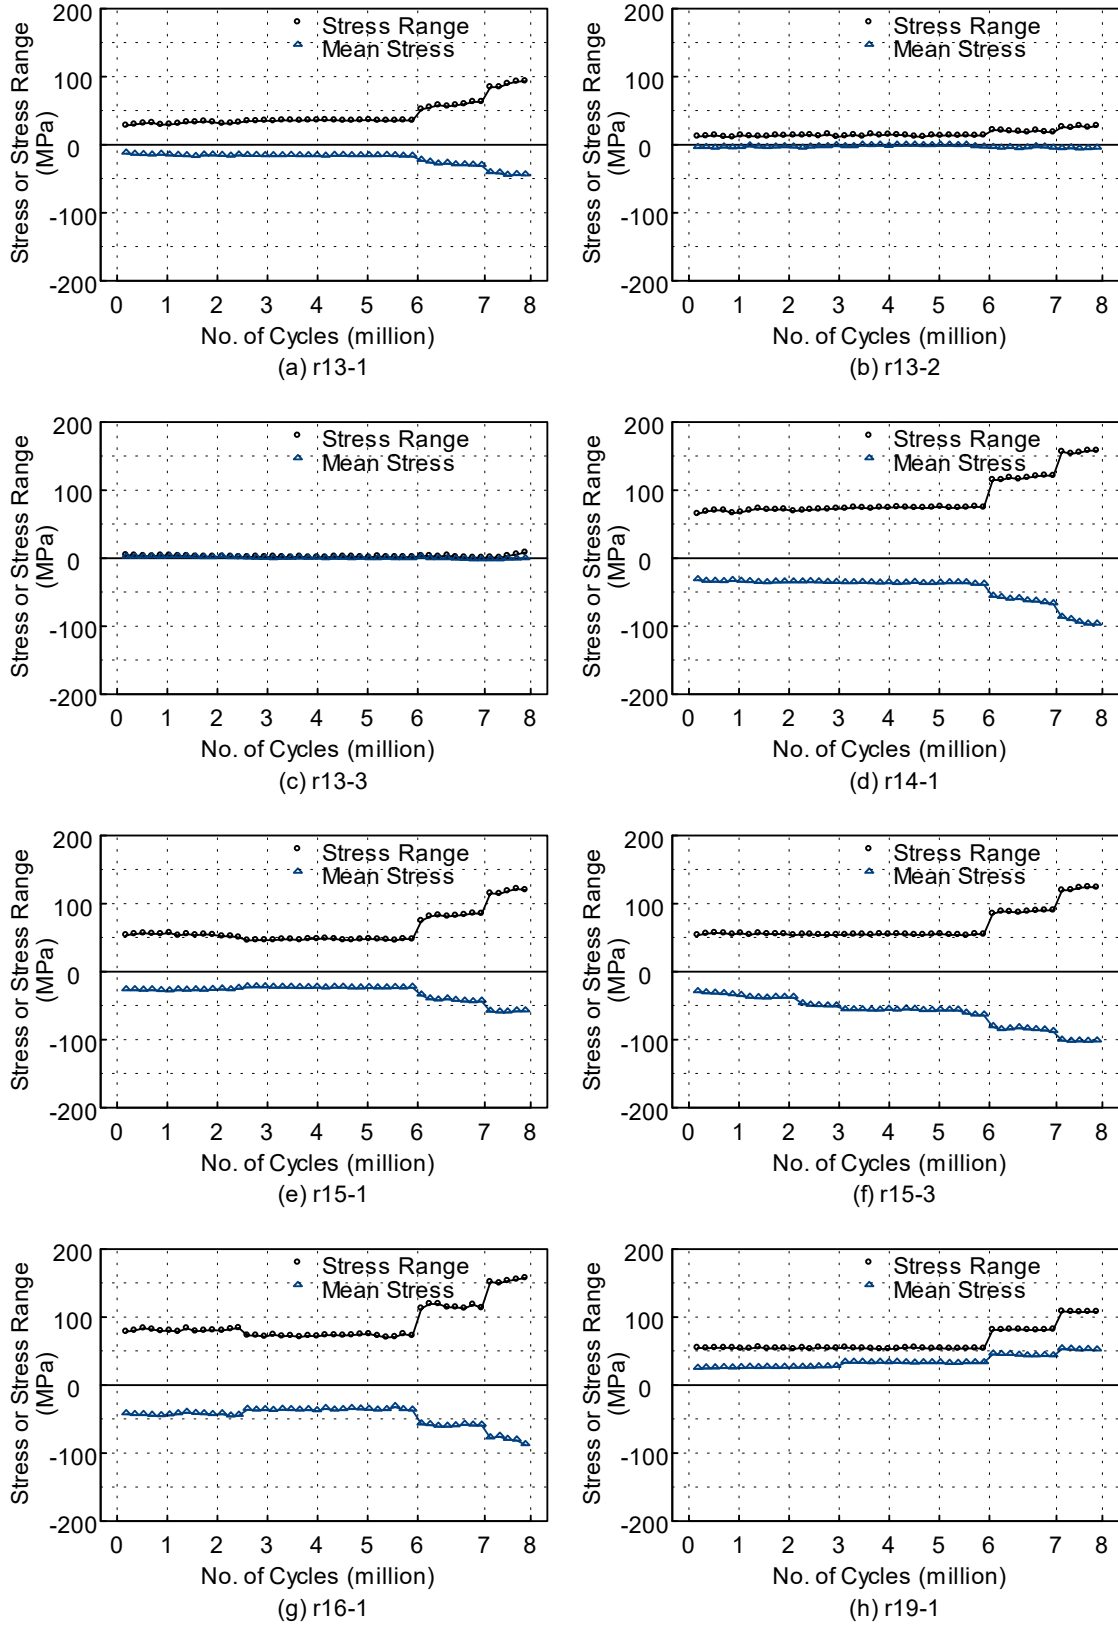 Stress or Stress Range
(MPa)
200
100
0
-100
-200
Stress Range
Mean Stress
0 1 2 3 4 5 6 7 8
No. of Cycles (million)
(a) r13-1
Stress or Stress Range
(MPa)
200
100
0
-100
-200
Stress Range
Mean Stress
0 1 2 3 4 5 6 7 8
No. of Cycles (million)
(b) r13-2
Stress or Stress Range
(MPa)
200
100
0
-100
-200
Stress Range
Mean Stress
0 1 2 3 4 5 6 7 8
No. of Cycles (million)
(c) r13-3
Stress or Stress Range
(MPa)
200
100
0
-100
-200
Stress Range
Mean Stress
0 1 2 3 4 5 6 7 8
No. of Cycles (million)
(d) r14-1
Stress or Stress Range
(MPa)
200
100
0
-100
-200
Stress Range
Mean Stress
0 1 2 3 4 5 6 7 8
No. of Cycles (million)
(e) r15-1
Stress or Stress Range
(MPa)
200
100
0
-100
-200
Stress Range
Mean Stress
0 1 2 3 4 5 6 7 8
No. of Cycles (million)
(f) r15-3
Stress or Stress Range
(MPa)
200
100
0
-100
-200
Stress Range
Mean Stress
0 1 2 3 4 5 6 7 8
No. of Cycles (million)
(g) r16-1
Stress or Stress Range
(MPa)
200
100
0
-100
-200
Stress Range
Mean Stress
0 1 2 3 4 5 6 7 8
No. of Cycles (million)
(h) r19-1